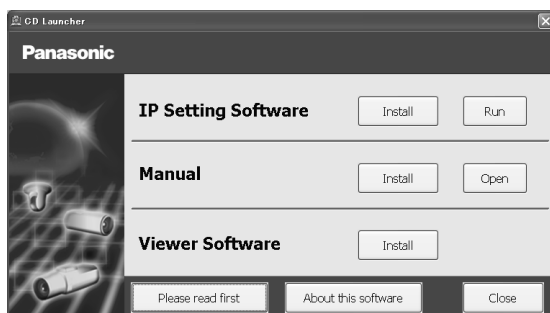 CD Launcher
Panasonic
IP Setting Software Install Run
Manual Install Open
Viewer Software Install
Please read first About this software Close